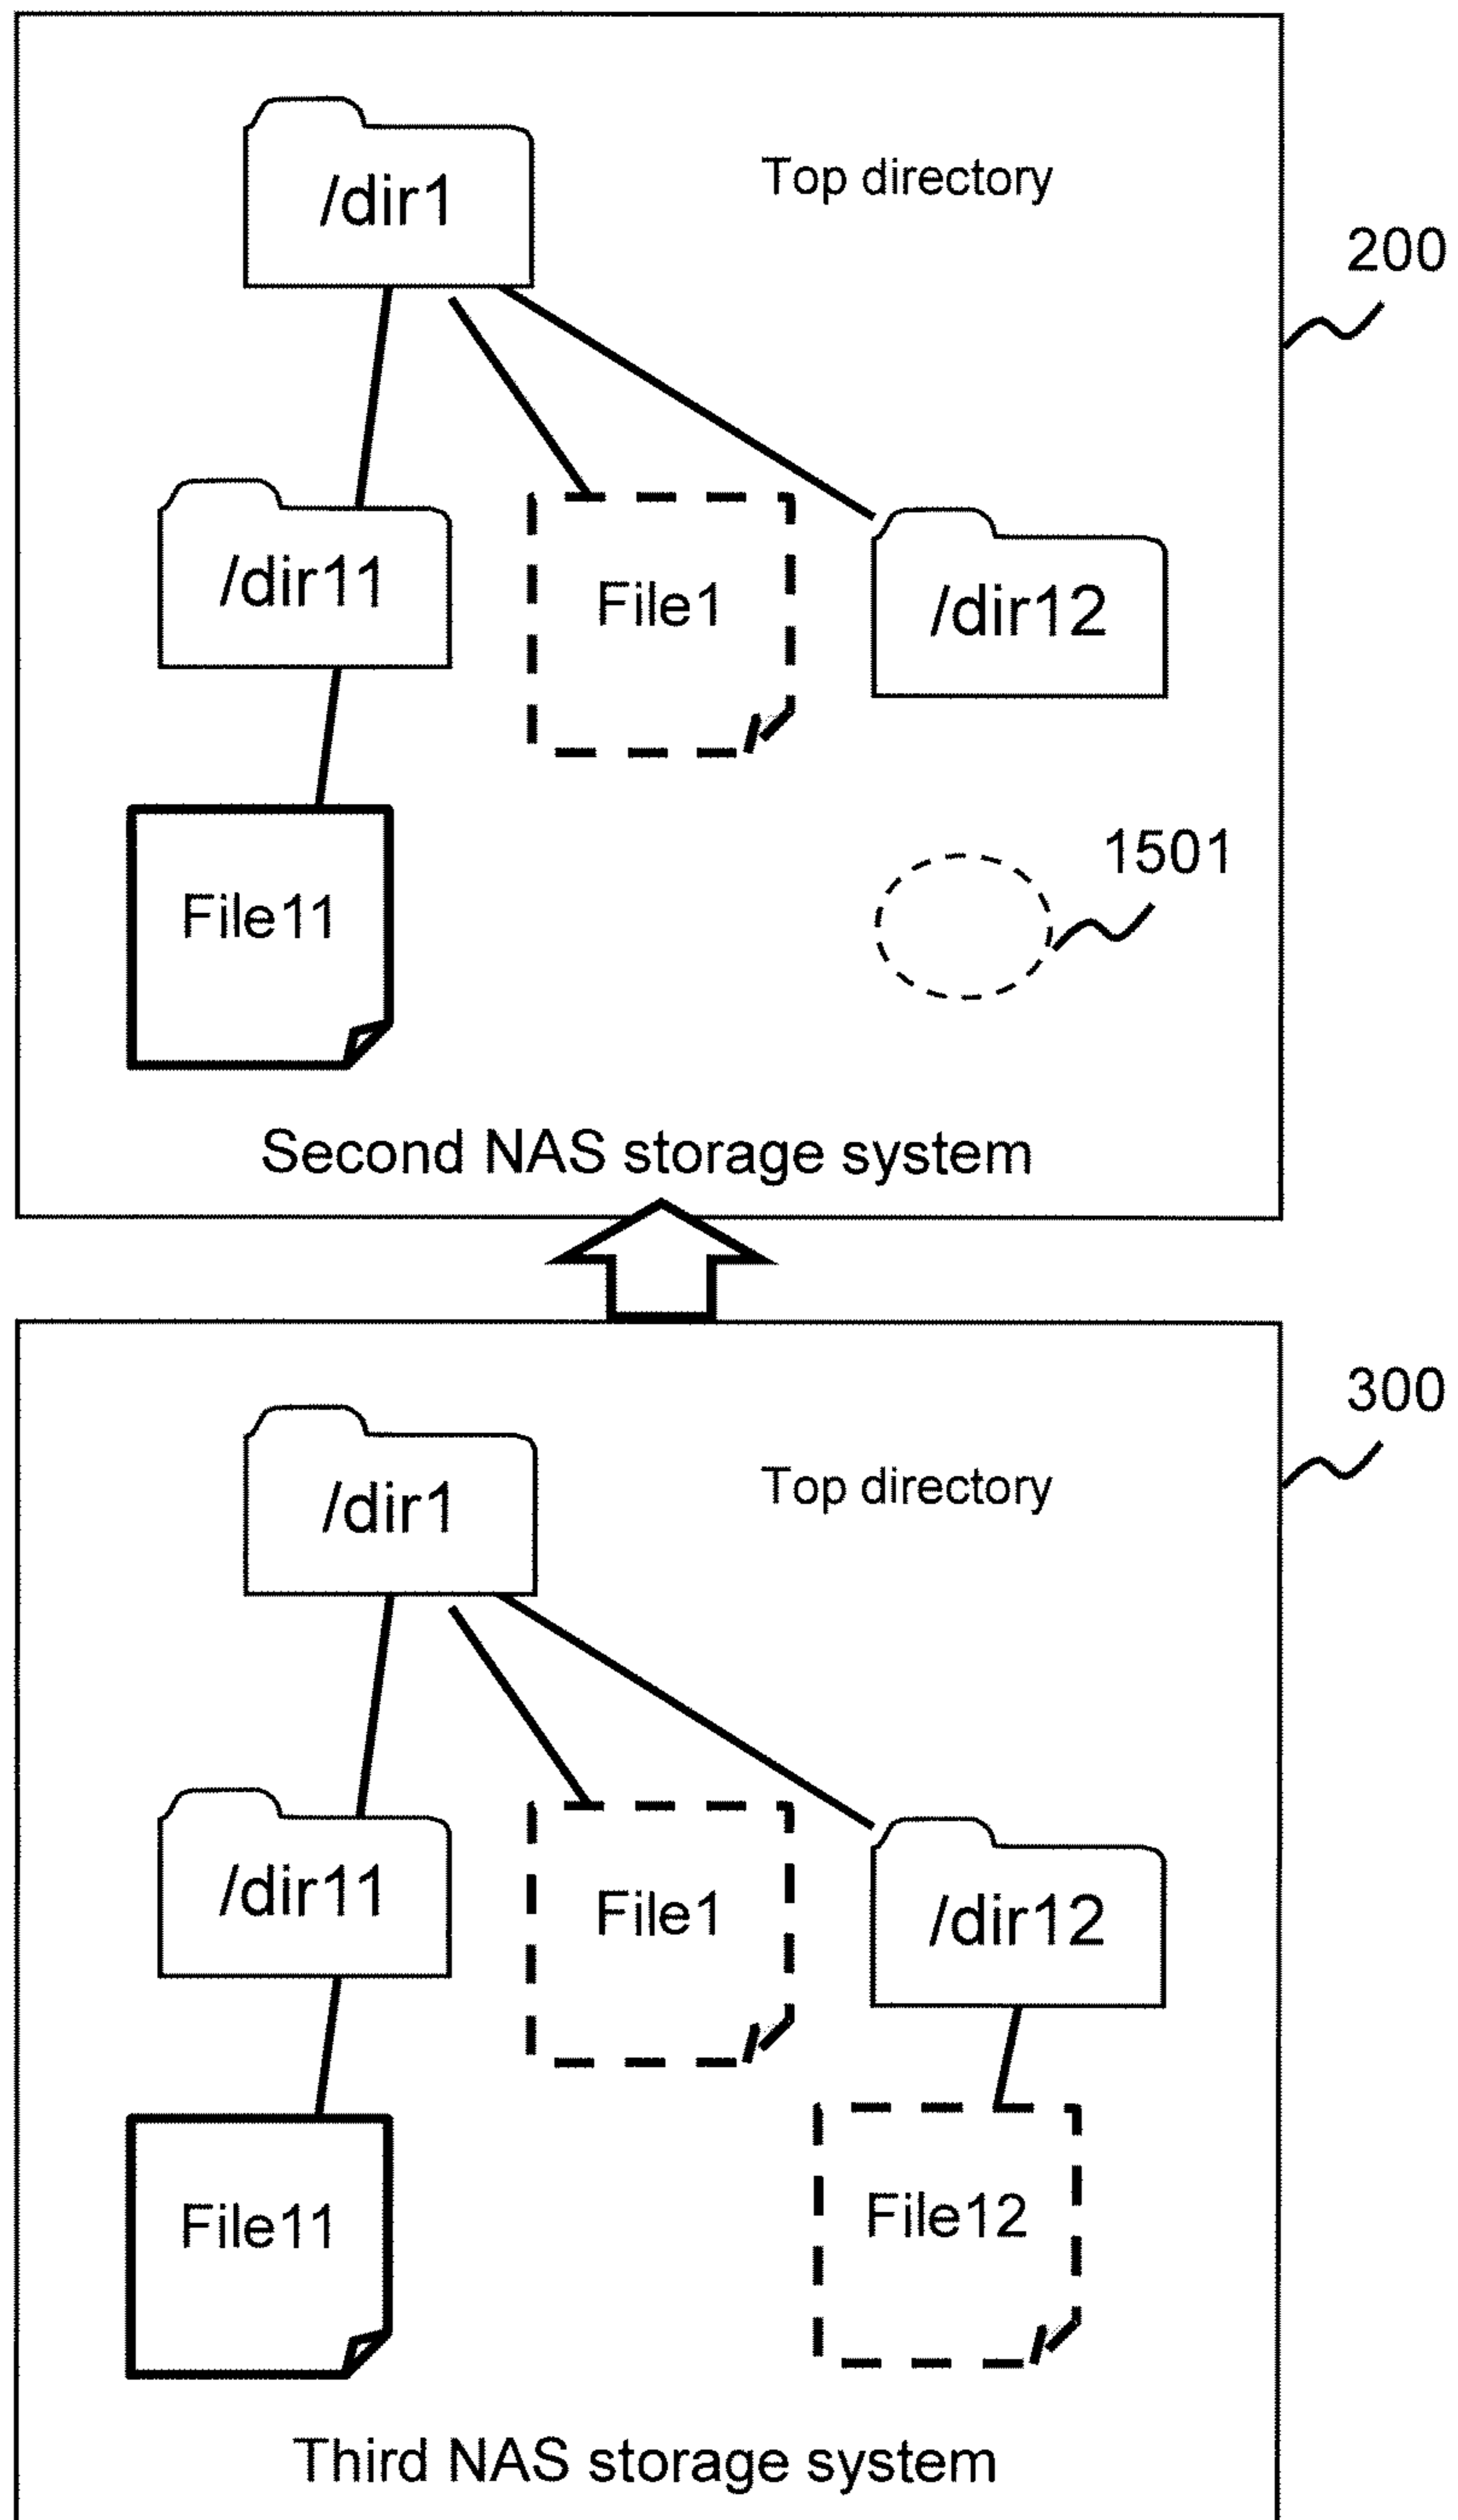 /dir1
Top directory
200
/dir11
File1
/dir12
1501
File11
Second NAS storage system
300
/dir1
Top directory
/dir11
File1
/dir12
File11
File12
Third NAS storage system